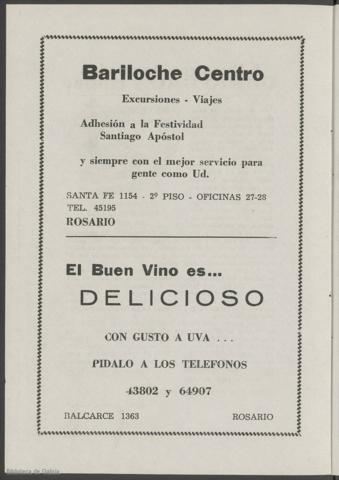 Bariloche Centro
Excursiones - Viajes
Adhesión a la Festividad
Santiago Apóstol
y siempre con el mejor servicio para
gente como Ud.
SANTA FE 1154 - 2º PISO - OFICINAS 27-28
TEL. 45195
ROSARIO
El Buen Vino es...
DELICIOSO
CON GUSTO A UVA ...
PIDALO A LOS TELEFONOS
43802 y 64907
BALCARCE 1363 ROSARIO
Biblioteca de Galicia